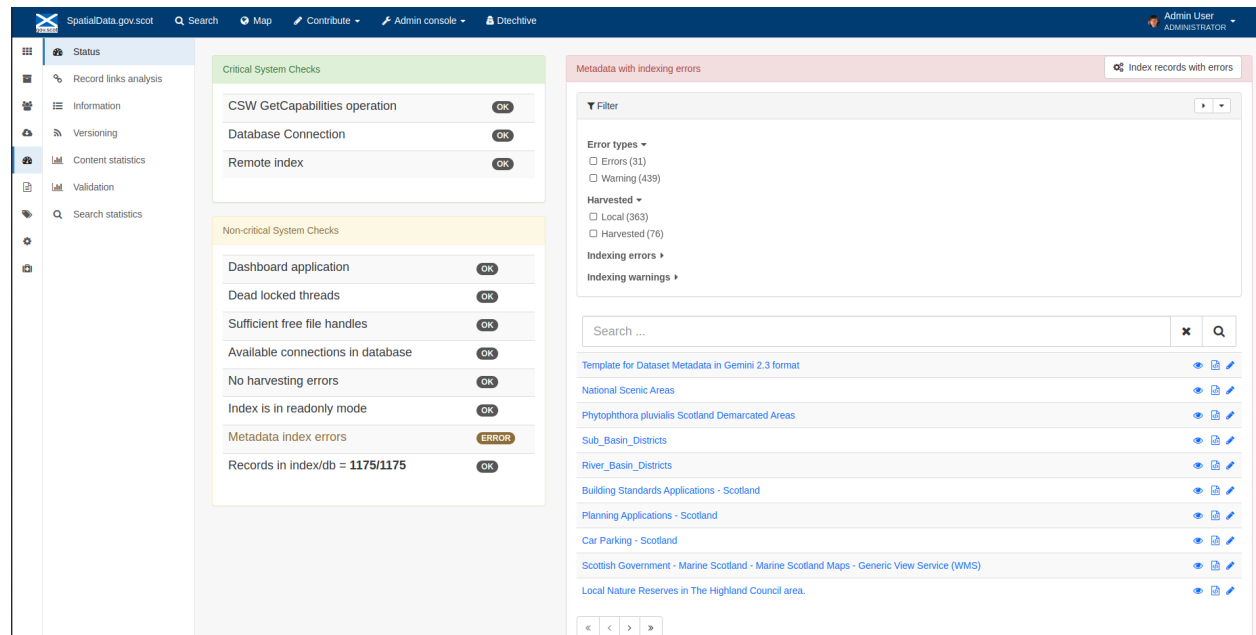 gov.scot
SpatialData.gov.scot
Search
Map
Contribute
Admin console
Dtechtive
Admin User
ADMINISTRATOR
Status
Record links analysis
Information
Versioning
Content statistics
Validation
Search statistics
Critical System Checks
CSW GetCapabilities operation OK
Database Connection OK
Remote index OK
Non-critical System Checks
Dashboard application OK
Dead locked threads OK
Sufficient free file handles OK
Available connections in database OK
No harvesting errors OK
Index is in readonly mode OK
Metadata index errors ERROR
Records in index/db = 1175/1175 OK
Metadata with indexing errors
Index records with errors
Filter
Error types
Errors (31)
Warning (439)
Harvested
Local (363)
Harvested (76)
Indexing errors
Indexing warnings
Search ...
Template for Dataset Metadata in Gemini 2.3 format
National Scenic Areas
Phytophthora pluvialis Scotland Demarcated Areas
Sub_Basin_Districts
River_Basin_Districts
Building Standards Applications - Scotland
Planning Applications - Scotland
Car Parking - Scotland
Scottish Government - Marine Scotland - Marine Scotland Maps - Generic View Service (WMS)
Local Nature Reserves in The Highland Council area.
« < > »